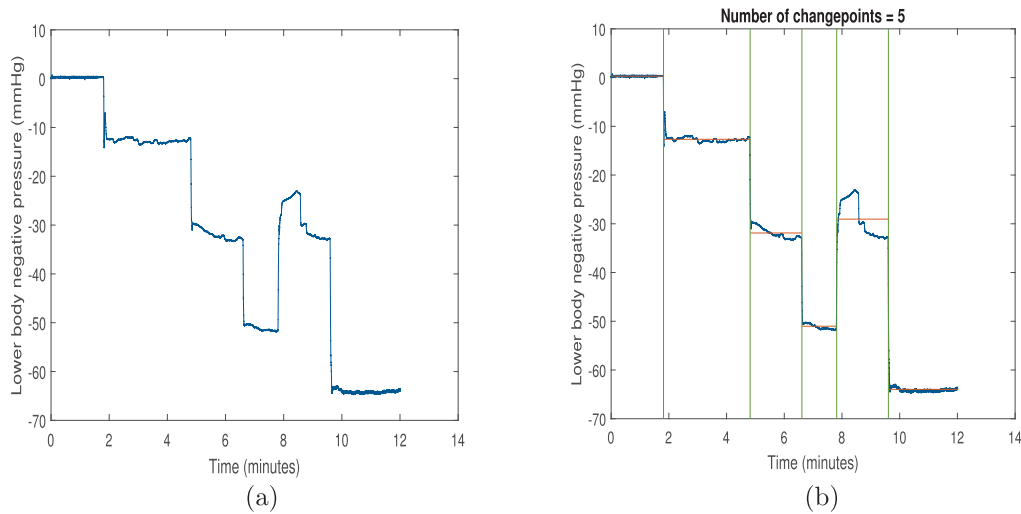 Lower body negative pressure (mmHg)
10
0
-10
-20
-30
-40
-50
-60
-70
0 2 4 6 8 10 12 14
Time (minutes)
(a)
Number of changepoints = 5
Lower body negative pressure (mmHg)
10
0
-10
-20
-30
-40
-50
-60
-70
0 2 4 6 8 10 12 14
Time (minutes)
(b)